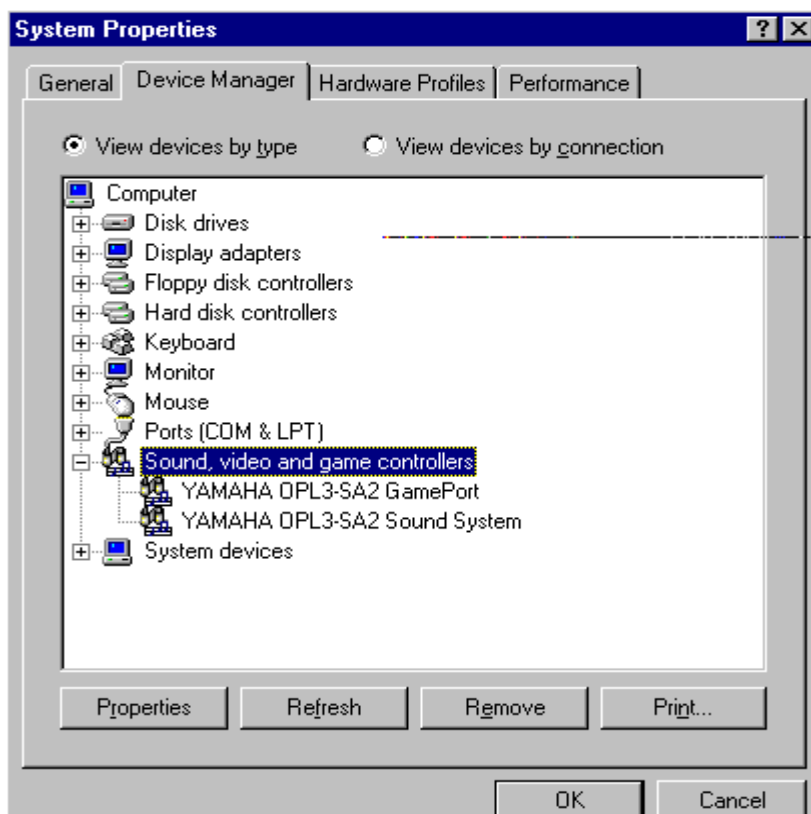 System Properties
General Device Manager Hardware Profiles Performance
View devices by type View devices by connection
Computer
Disk drives
Display adapters
Floppy disk controllers
Hard disk controllers
Keyboard
Monitor
Mouse
Ports (COM & LPT)
Sound, video and game controllers
YAMAHA OPL3-SA2 GamePort
YAMAHA OPL3-SA2 Sound System
System devices
Properties Refresh Remove Print...
OK Cancel